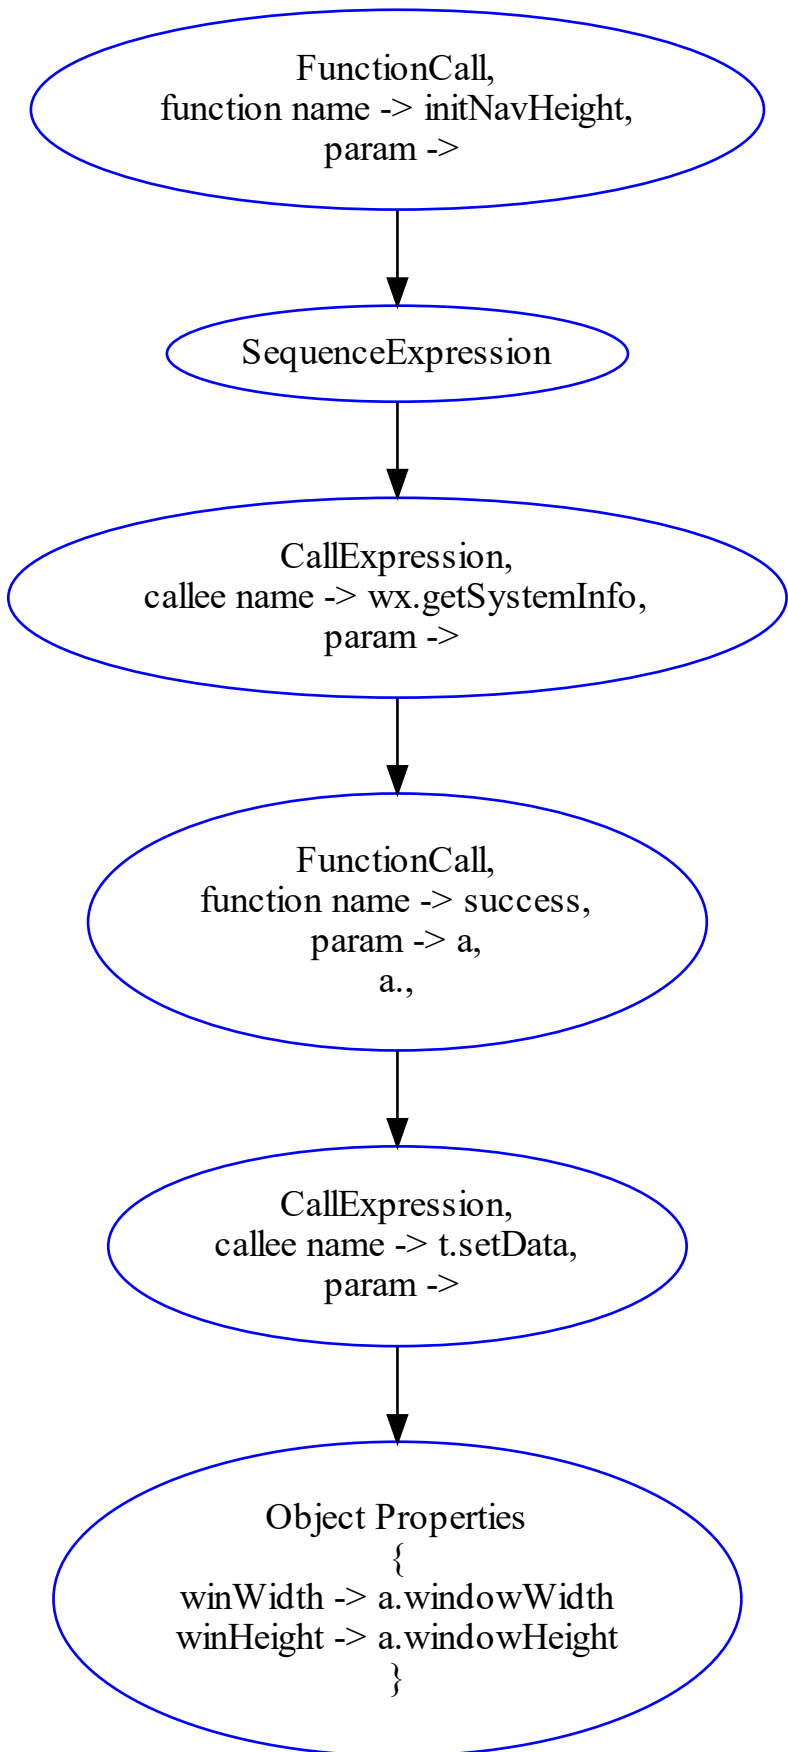 FunctionCall,
function name -> initNavHeight,
param ->
SequenceExpression
CallExpression,
callee name -> wx.getSystemInfo,
param ->
FunctionCall,
function name -> success,
param -> a,
a.,
CallExpression,
callee name -> t.setData,
param ->
Object Properties
{
winWidth -> a.windowWidth
winHeight -> a.windowHeight
}